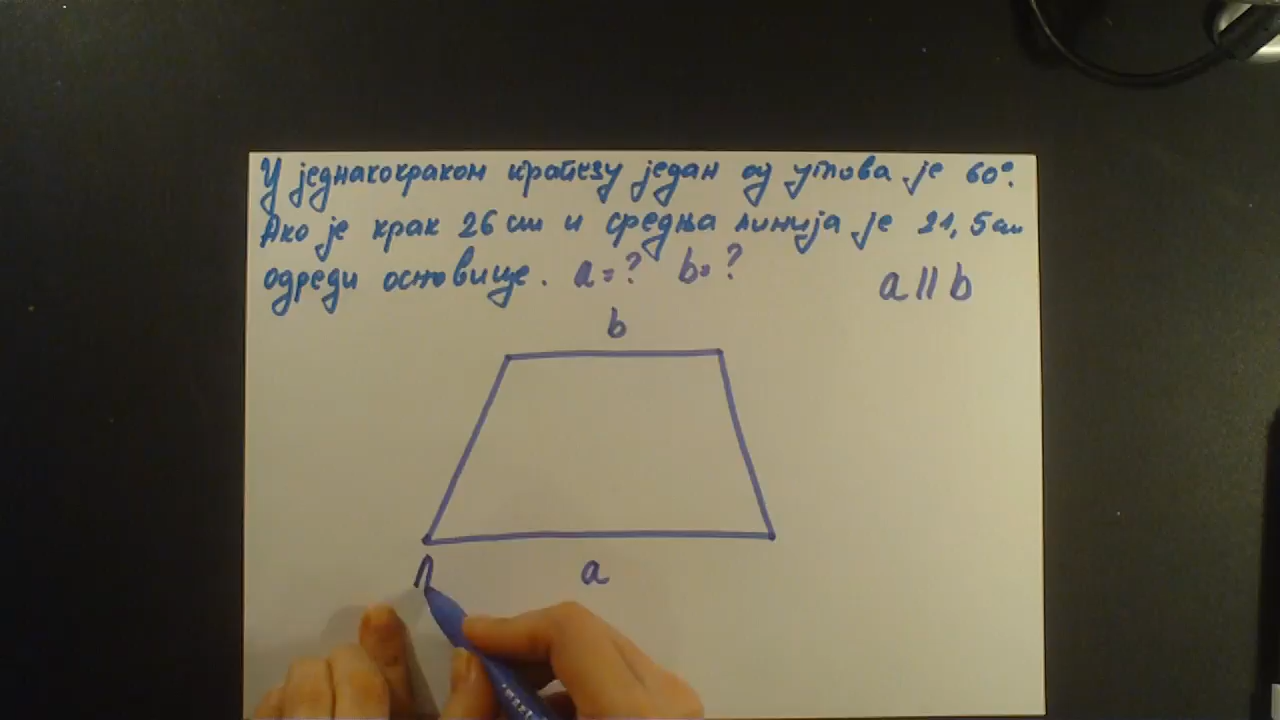 У једнакокраком трапезу један од углова је 60°.
Ако је крак 26 cm и средња линија је 21,5 cm
одреди основице. a = ? b = ?
a || b
b
a
A